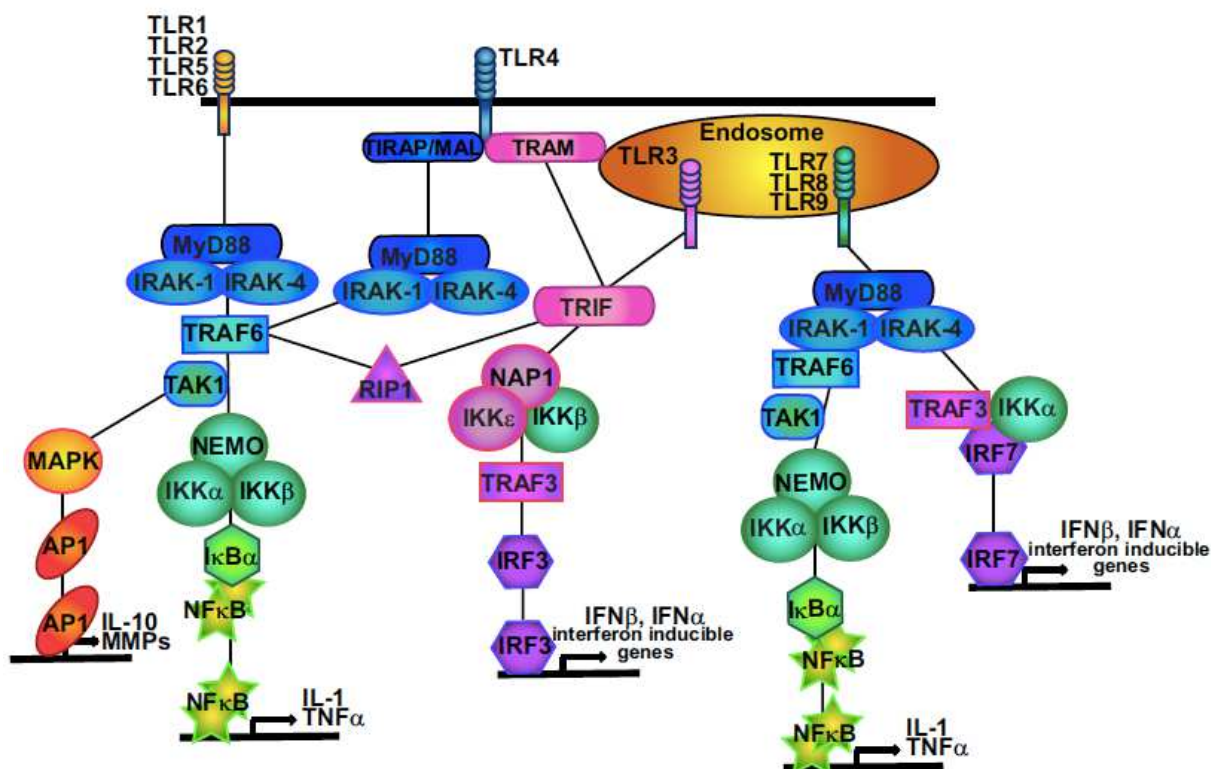 TLR1
TLR2
TLR5
TLR6
TLR4
Endosome
TIRAP/MAL
TRAM
TLR3
TLR7
TLR8
TLR9
MyD88
IRAK-1
IRAK-4
MyD88
IRAK-1
IRAK-4
MyD88
IRAK-1
IRAK-4
TRIF
TRAF6
TRAF6
TAK1
RIP1
NAP1
IKKε
IKKβ
TAK1
TRAF3
IKKα
IRF7
MAPK
NEMO
IKKα
IKKβ
TRAF3
NEMO
IKKα
IKKβ
AP1
IκBα
IRF3
IRF7
IFNβ, IFNα
interferon inducible
genes
NFκB
IκBα
AP1
IL-10
MMPs
IRF3
IFNβ, IFNα
interferon inducible
genes
NFκB
NFκB
IL-1
TNFα
NFκB
IL-1
TNFα